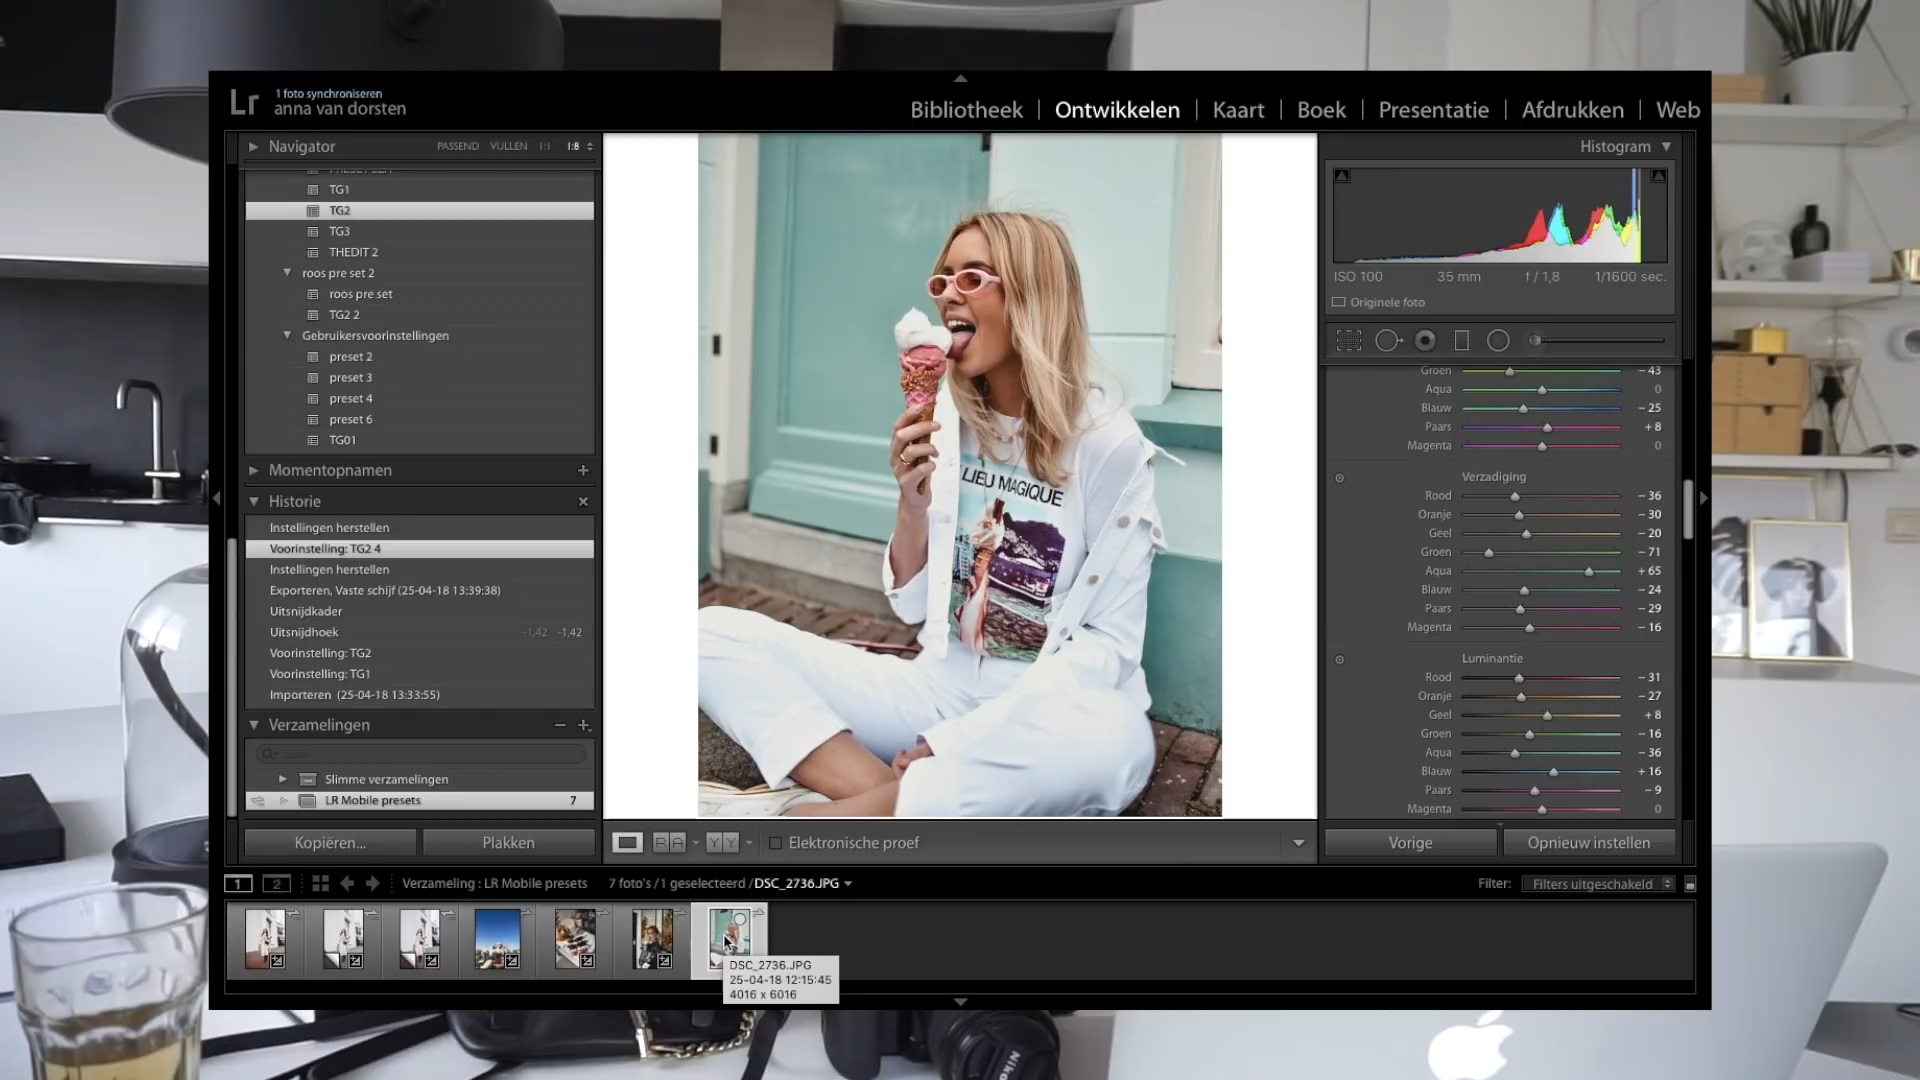 Lr
1 foto synchroniseren
anna van dorsten
Bibliotheek | Ontwikkelen | Kaart | Boek | Presentatie | Afdrukken | Web
Navigator PASSEND VULLEN 1:1 1:8
TG1
TG2
TG3
THEDIT 2
roos pre set 2
roos pre set
TG2 2
Gebruikersvoorinstellingen
preset 2
preset 3
preset 4
preset 6
TG01
Momentopnamen
Historie
Instellingen herstellen
Voorinstelling: TG2 4
Instellingen herstellen
Exporteren, Vaste schijf (25-04-18 13:39:38)
Uitsnijdkader
Uitsnijdhoek -1,42 -1,42
Voorinstelling: TG2
Voorinstelling: TG1
Importeren (25-04-18 13:33:55)
Verzamelingen
Slimme verzamelingen
LR Mobile presets 7
Kopiëren...
Plakken
LIEU MAGIQUE
R A
Y Y
Elektronische proef
Histogram
ISO 100 35 mm f / 1,8 1/1600 sec.
Originele foto
Groen - 43
Aqua 0
Blauw - 25
Paars + 8
Magenta 0
Verzadiging
Rood - 36
Oranje - 30
Geel - 20
Groen - 71
Aqua + 65
Blauw - 24
Paars - 29
Magenta - 16
Luminantie
Rood - 31
Oranje - 27
Geel + 8
Groen - 16
Aqua - 36
Blauw + 16
Paars - 9
Magenta 0
Vorige
Opnieuw instellen
1 2 Verzameling : LR Mobile presets 7 foto's / 1 geselecteerd / DSC_2736.JPG
Filter: Filters uitgeschakeld
DSC_2736.JPG
25-04-18 12:15:45
4016 x 6016
Nikon